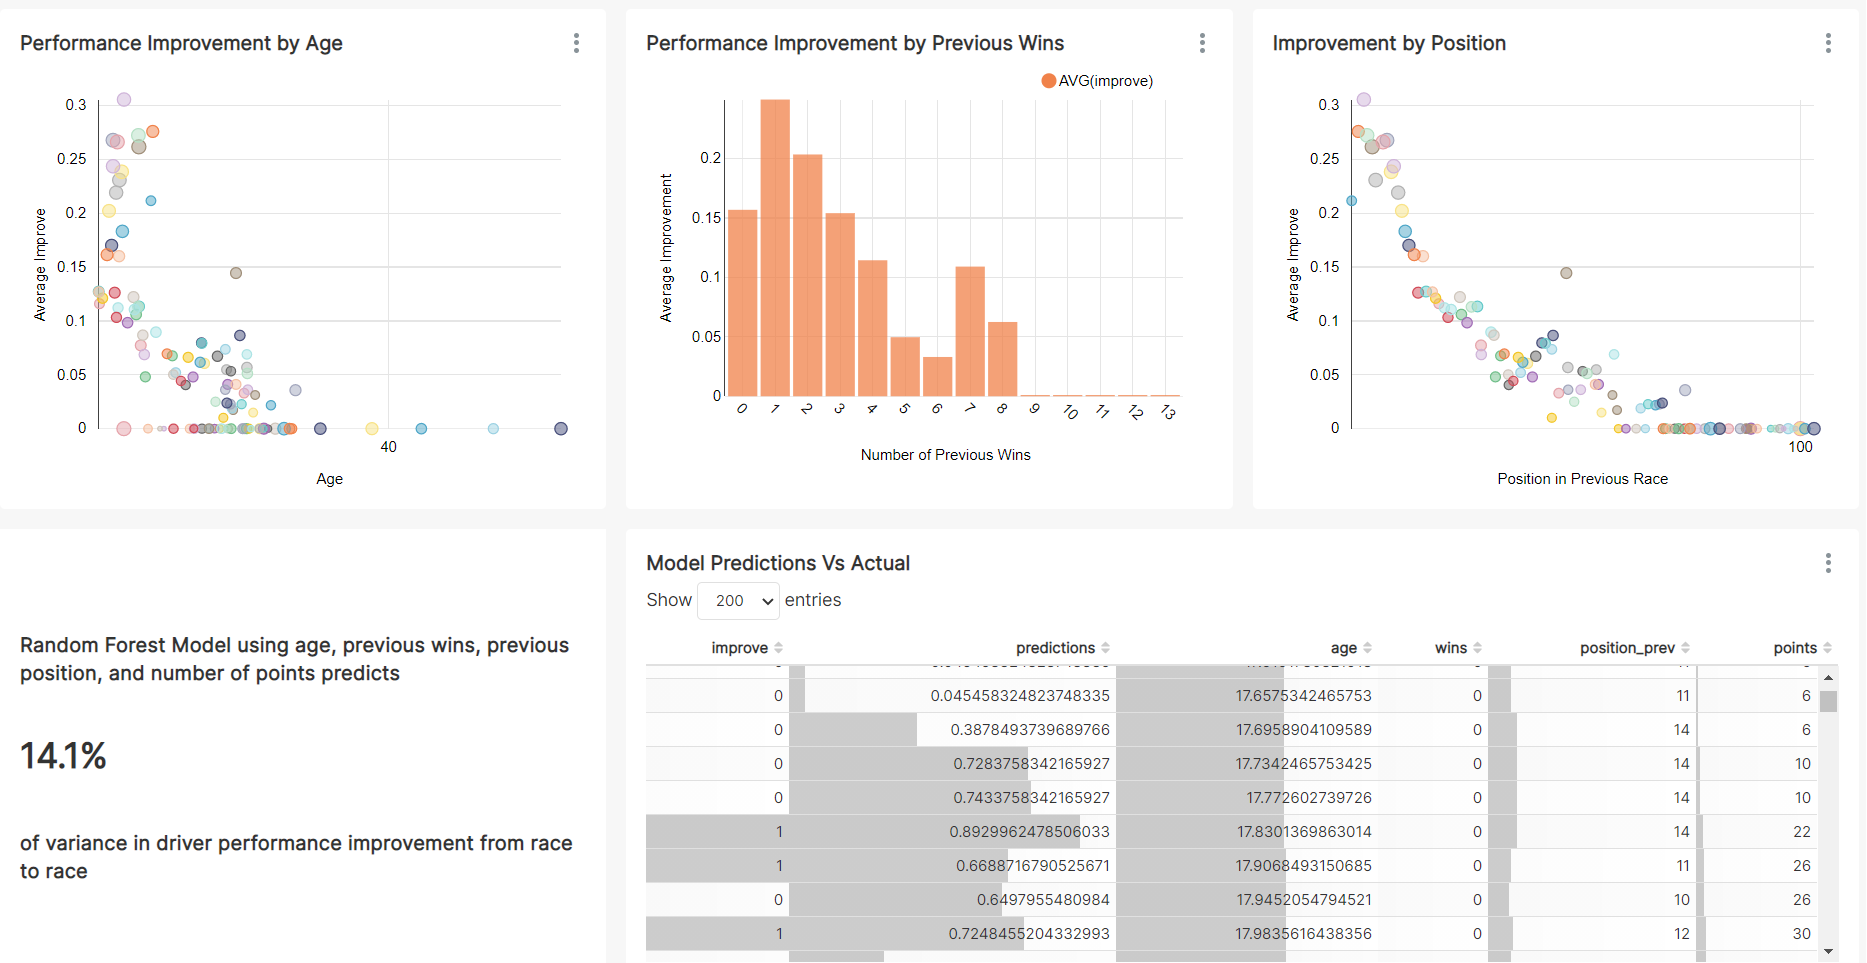 Performance Improvement by Age
0.3
0.25
0.2
0.15
0.1
0.05
0
40
Average Improve
Age
Performance Improvement by Previous Wins
AVG(improve)
0.2
0.15
0.1
0.05
0
0 1 2 3 4 5 6 7 8 9 10 11 12 13
Average Improvement
Number of Previous Wins
Improvement by Position
0.3
0.25
0.2
0.15
0.1
0.05
0
100
Average Improve
Position in Previous Race
Random Forest Model using age, previous wins, previous
position, and number of points predicts
14.1%
of variance in driver performance improvement from race
to race
Model Predictions Vs Actual
Show 200 entries
improve predictions age wins position_prev points
0 0.045458324823748335 17.6575342465753 0 11 6
0 0.3878493739689766 17.6958904109589 0 14 6
0 0.7283758342165927 17.7342465753425 0 14 10
0 0.7433758342165927 17.772602739726 0 14 10
1 0.8929962478506033 17.8301369863014 0 14 22
1 0.6688716790525671 17.9068493150685 0 11 26
0 0.6497955480984 17.9452054794521 0 10 26
1 0.7248455204332993 17.9835616438356 0 12 30